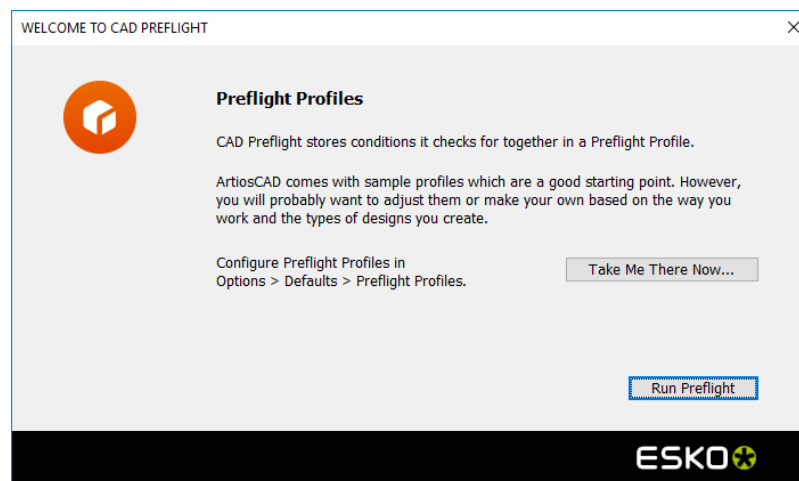 WELCOME TO CAD PREFLIGHT
Preflight Profiles
CAD Preflight stores conditions it checks for together in a Preflight Profile.
ArtiosCAD comes with sample profiles which are a good starting point. However,
you will probably want to adjust them or make your own based on the way you
work and the types of designs you create.
Configure Preflight Profiles in
Options > Defaults > Preflight Profiles.
Take Me There Now...
Run Preflight
ESKO